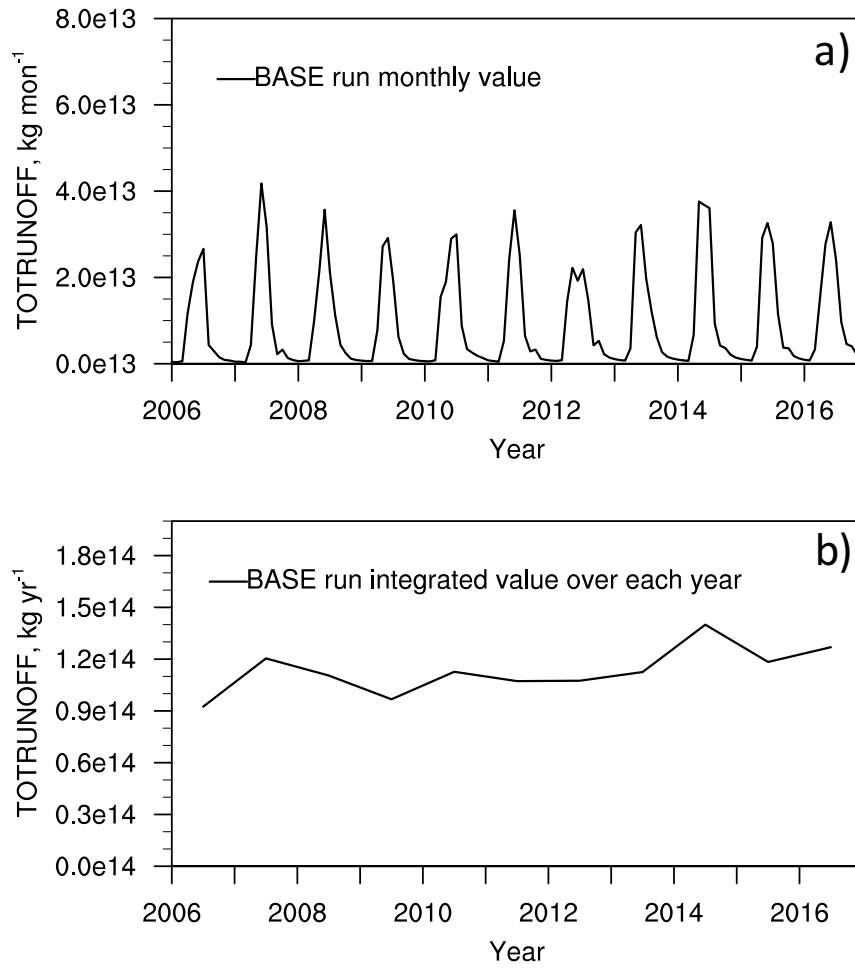 8.0e13
a)
BASE run monthly value
6.0e13
4.0e13
2.0e13
0.0e13
TOTRUNOFF, kg mon-1
2006 2008 2010 2012 2014 2016
Year
b)
1.8e14
BASE run integrated value over each year
1.5e14
1.2e14
0.9e14
0.6e14
0.3e14
0.0e14
TOTRUNOFF, kg yr-1
2006 2008 2010 2012 2014 2016
Year